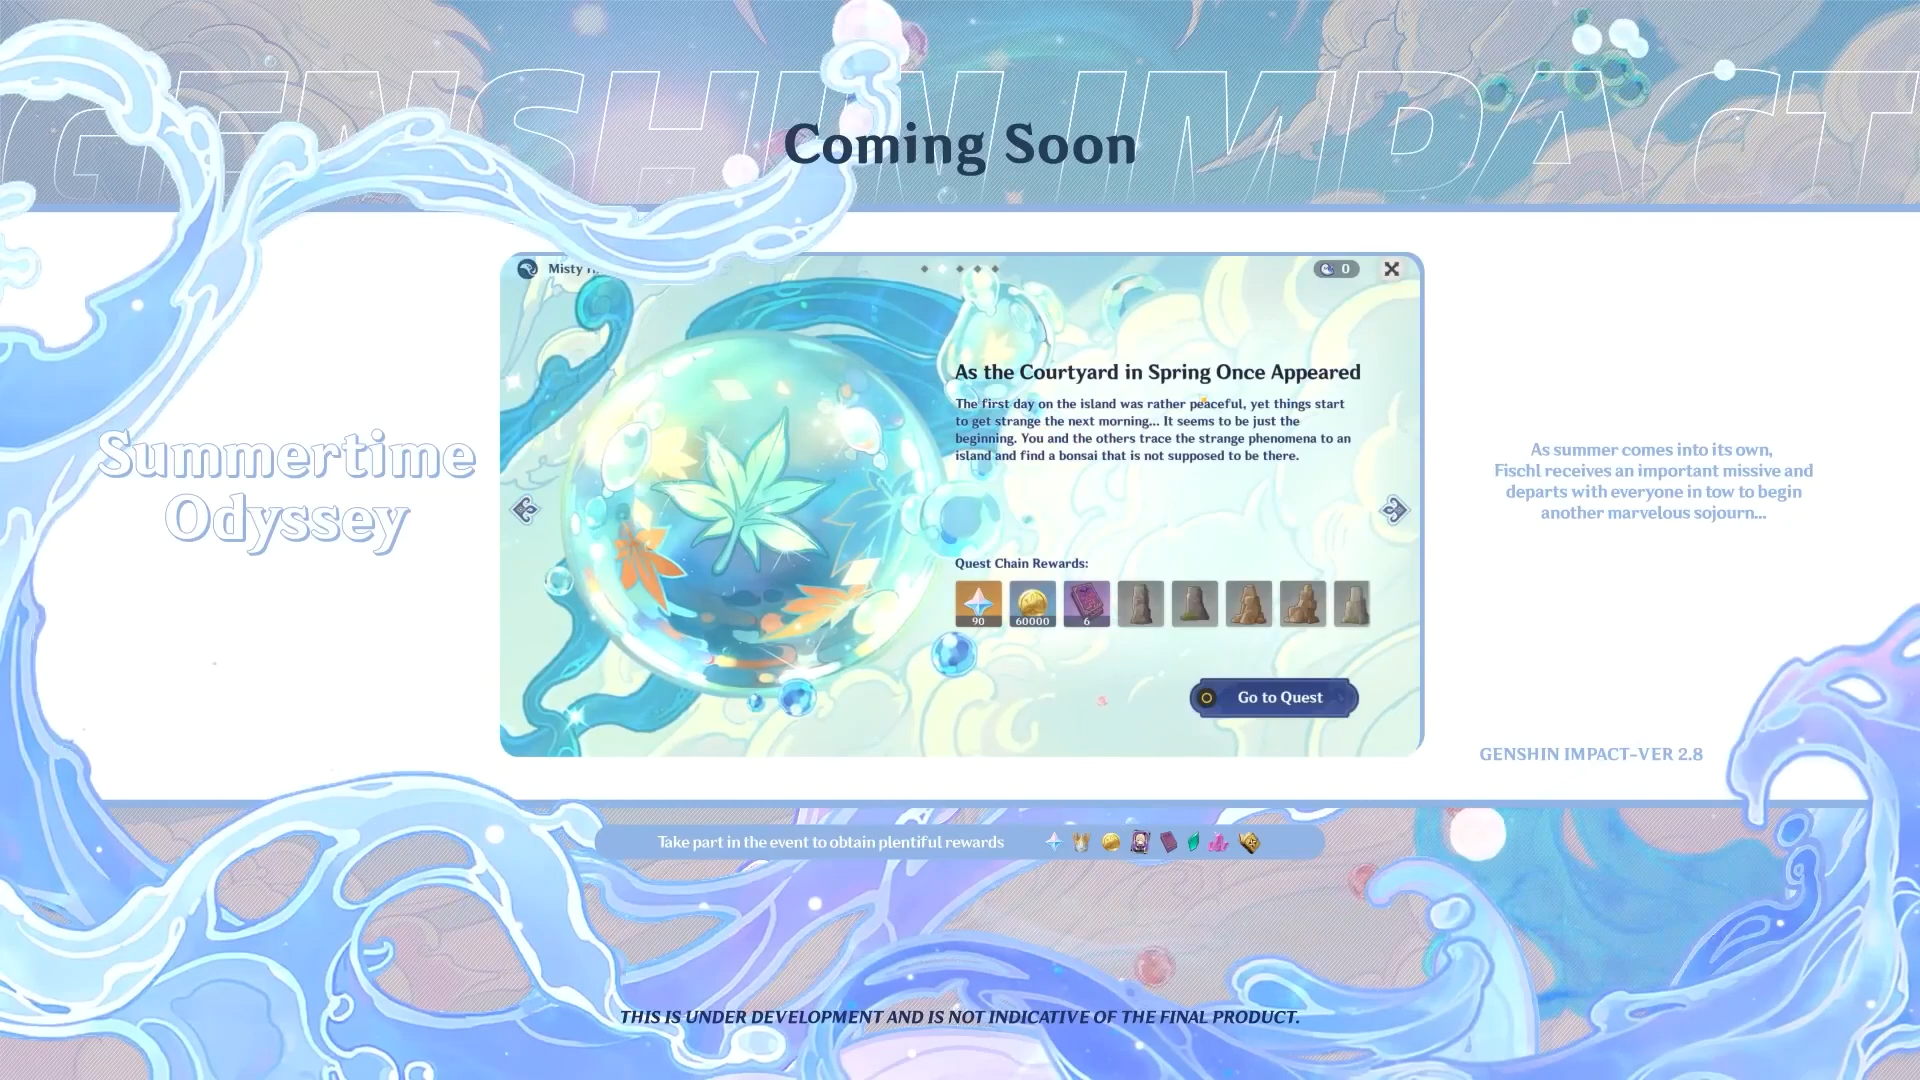 GENSHIN IMPACT
Coming Soon
Misty
0
Summertime
Odyssey
As the Courtyard in Spring Once Appeared
The first day on the island was rather peaceful, yet things start
to get strange the next morning... It seems to be just the
beginning. You and the others trace the strange phenomena to an
island and find a bonsai that is not supposed to be there.
Quest Chain Rewards:
90
60000
6
Go to Quest
As summer comes into its own,
Fischl receives an important missive and
departs with everyone in tow to begin
another marvelous sojourn...
GENSHIN IMPACT-VER 2.8
Take part in the event to obtain plentiful rewards
THIS IS UNDER DEVELOPMENT AND IS NOT INDICATIVE OF THE FINAL PRODUCT.